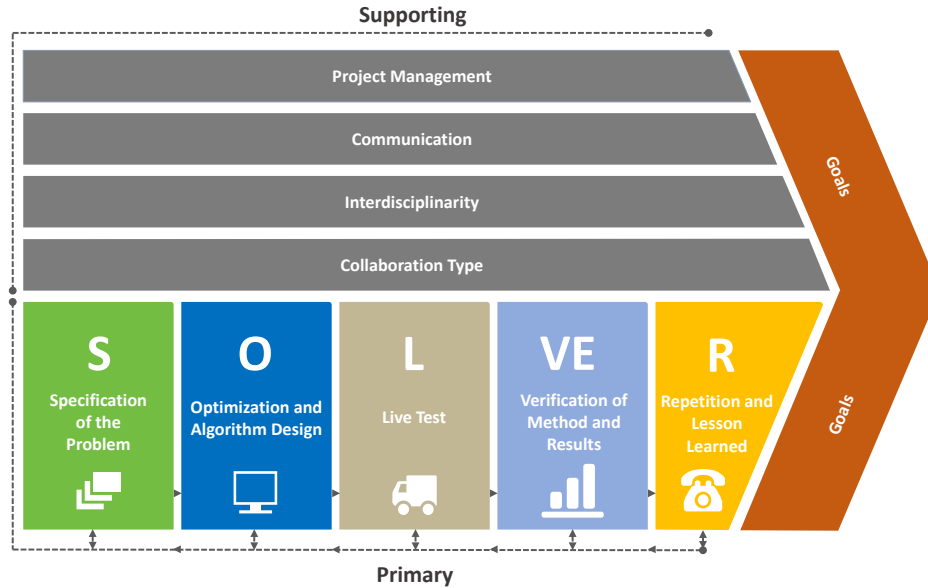 Supporting
Project Management
Communication
Interdisciplinarity
Collaboration Type
Goals
Goals
S
Specification
of the
Problem
O
Optimization and
Algorithm Design
L
Live Test
VE
Verification of
Method and
Results
R
Repetition and
Lesson
Learned
Primary